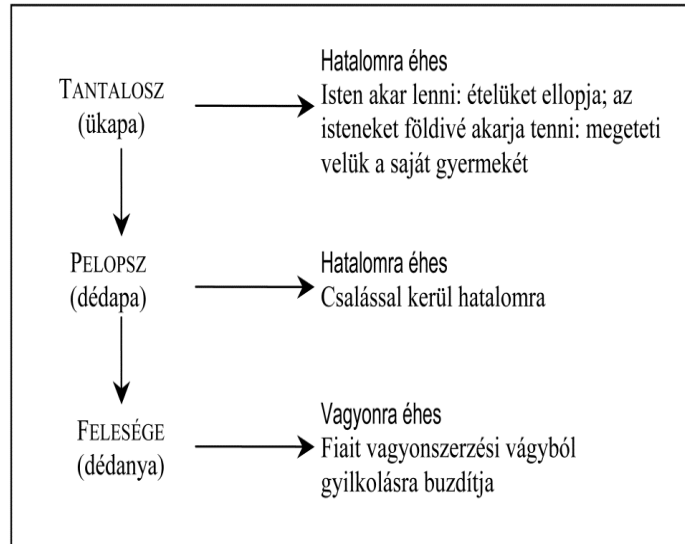 Hatalomra éhes
TANTALOSZ
(ükapa)
Isten akar lenni: ételüket ellopja; az
isteneket földivé akarja tenni: megeteti
velük a saját gyermekét
PELOPSZ
(dédapa)
Hatalomra éhes
Csalással kerül hatalomra
FELESÉGE
(dédanya)
Vagyonra éhes
Fiait vagyonszerzési vágyból
gyilkolásra buzdítja